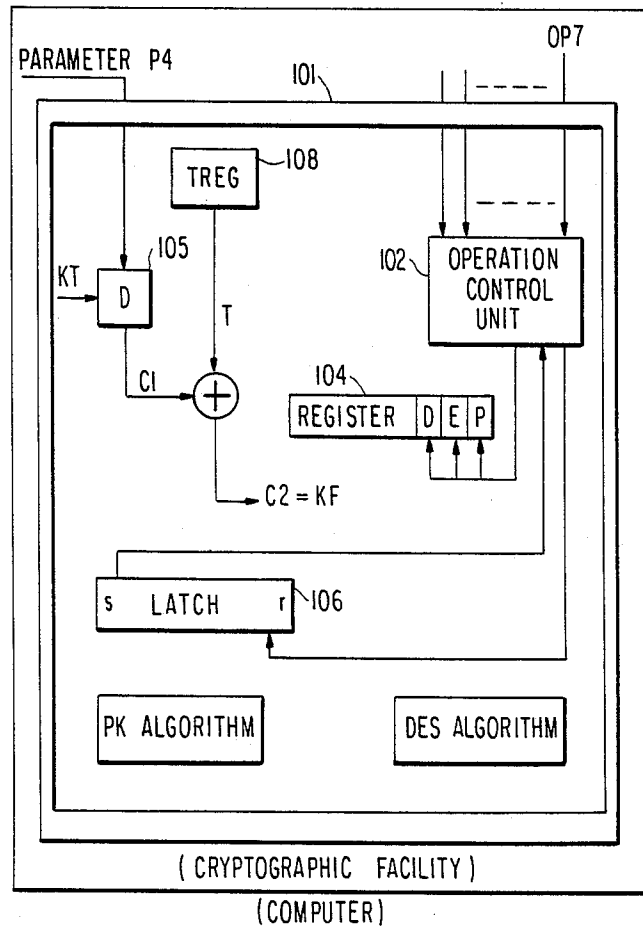 OP7
PARAMETER P4
101
108
TREG
105
102
OPERATION
CONTROL
UNIT
KT
D
T
C1
104
REGISTER D E P
C2 = KF
s LATCH r
106
PK ALGORITHM
DES ALGORITHM
(CRYPTOGRAPHIC FACILITY)
(COMPUTER)